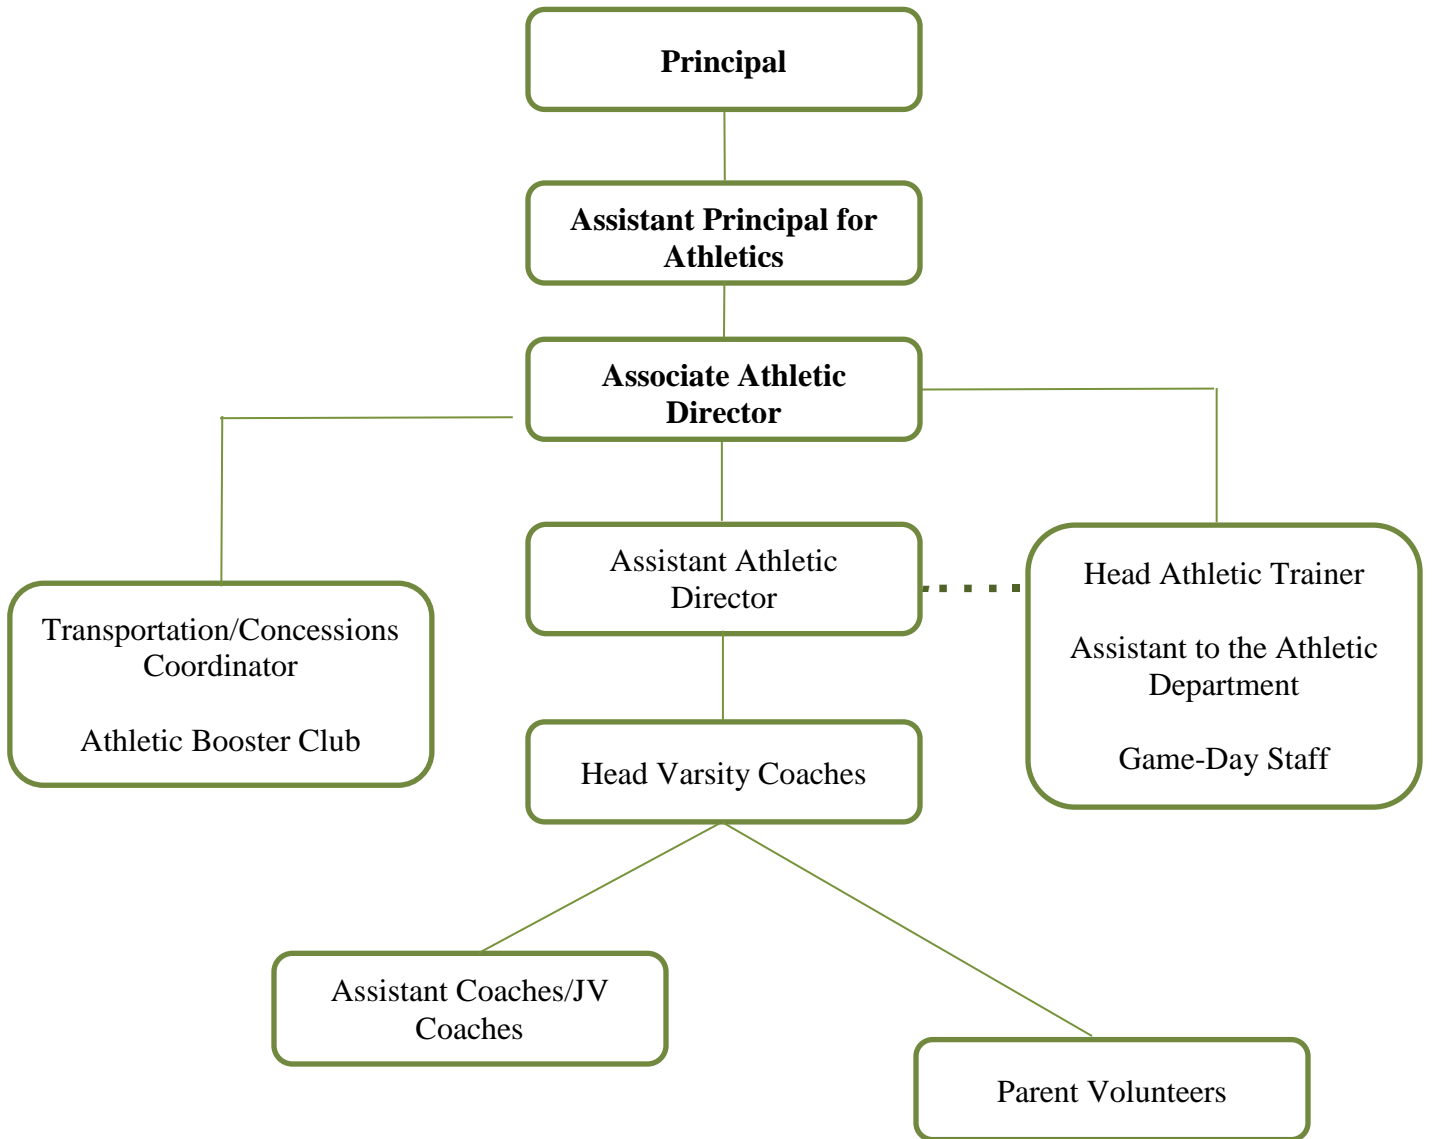 Principal
Assistant Principal for
Athletics
Associate Athletic
Director
Assistant Athletic
Director
Head Athletic Trainer
Assistant to the Athletic
Department
Game-Day Staff
Transportation/Concessions
Coordinator
Athletic Booster Club
Head Varsity Coaches
Assistant Coaches/JV
Coaches
Parent Volunteers